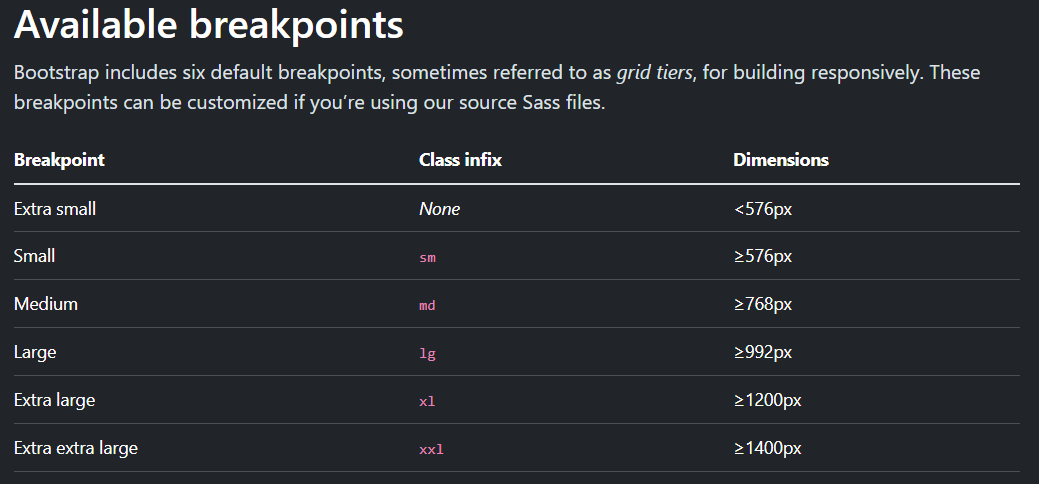 Available breakpoints
Bootstrap includes six default breakpoints, sometimes referred to as grid tiers, for building responsively. These
breakpoints can be customized if you’re using our source Sass files.
Breakpoint Class infix Dimensions
Extra small None <576px
Small sm ≥576px
Medium md ≥768px
Large lg ≥992px
Extra large xl ≥1200px
Extra extra large xxl ≥1400px